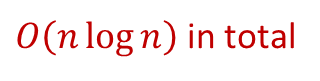 O(n log n) in total